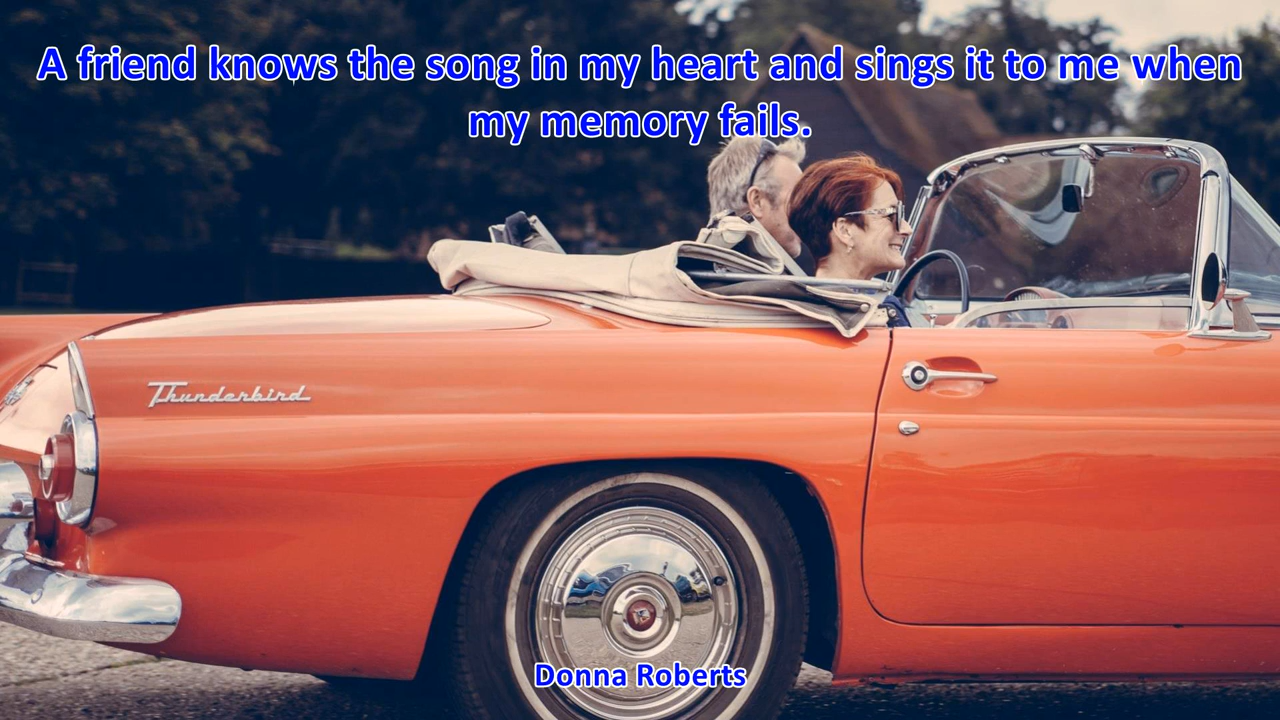 A friend knows the song in my heart and sings it to me when
my memory fails.
Thunderbird
Donna Roberts